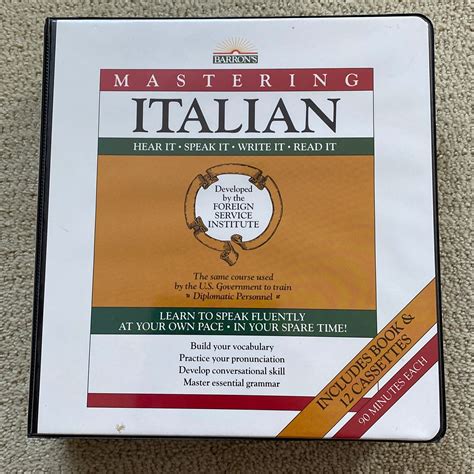 BARRON'S
MASTERING
ITALIAN
HEAR IT • SPEAK IT • WRITE IT • READ IT
Developed
by the
FOREIGN
SERVICE
INSTITUTE
The same course used
by the U.S. Government to train
» Diplomatic Personnel «
LEARN TO SPEAK FLUENTLY
AT YOUR OWN PACE • IN YOUR SPARE TIME!
Build your vocabulary
Practice your pronunciation
Develop conversational skill
Master essential grammar
INCLUDES BOOK &
12 CASSETTES
90 MINUTES EACH